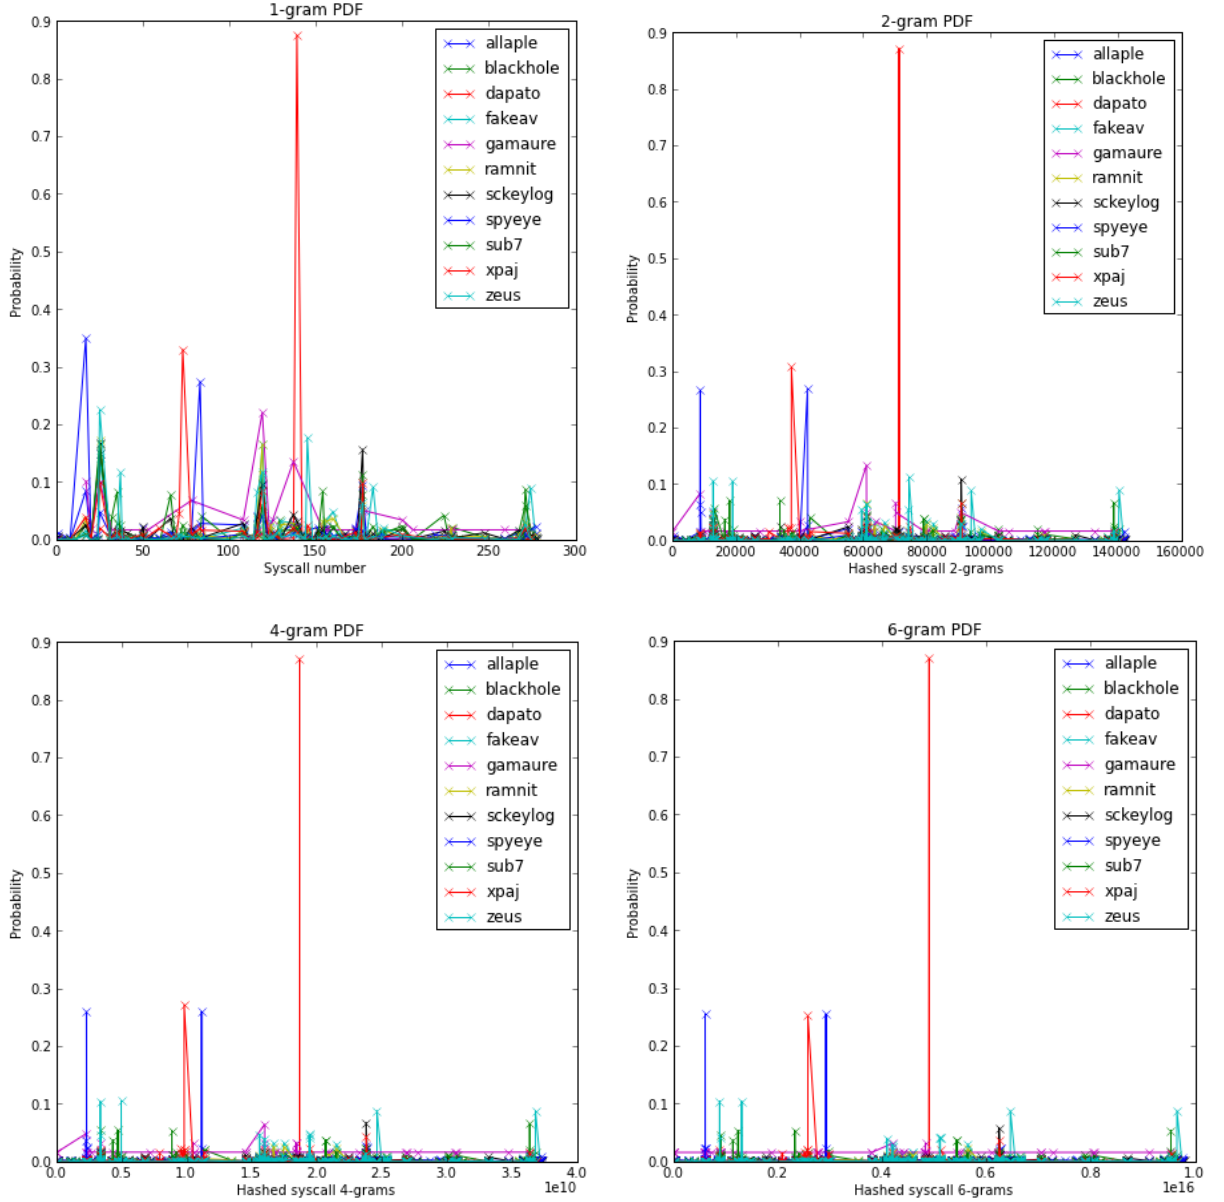 1-gram PDF
0.9
0.8
0.7
0.6
0.5
0.4
0.3
0.2
0.1
0.0
Probability
0
50
100
150
200
250
300
Syscall number
allaple
blackhole
dapato
fakeav
gamaure
ramnit
sckeylog
spyeye
sub7
xpaj
zeus
2-gram PDF
0.9
0.8
0.7
0.6
0.5
0.4
0.3
0.2
0.1
0.0
Probability
0
20000
40000
60000
80000
100000
120000
140000
160000
Hashed syscall 2-grams
allaple
blackhole
dapato
fakeav
gamaure
ramnit
sckeylog
spyeye
sub7
xpaj
zeus
4-gram PDF
0.9
0.8
0.7
0.6
0.5
0.4
0.3
0.2
0.1
0.0
Probability
0.0
0.5
1.0
1.5
2.0
2.5
3.0
3.5
4.0
1e10
Hashed syscall 4-grams
allaple
blackhole
dapato
fakeav
gamaure
ramnit
sckeylog
spyeye
sub7
xpaj
zeus
6-gram PDF
0.9
0.8
0.7
0.6
0.5
0.4
0.3
0.2
0.1
0.0
Probability
0.0
0.2
0.4
0.6
0.8
1.0
1e16
Hashed syscall 6-grams
allaple
blackhole
dapato
fakeav
gamaure
ramnit
sckeylog
spyeye
sub7
xpaj
zeus